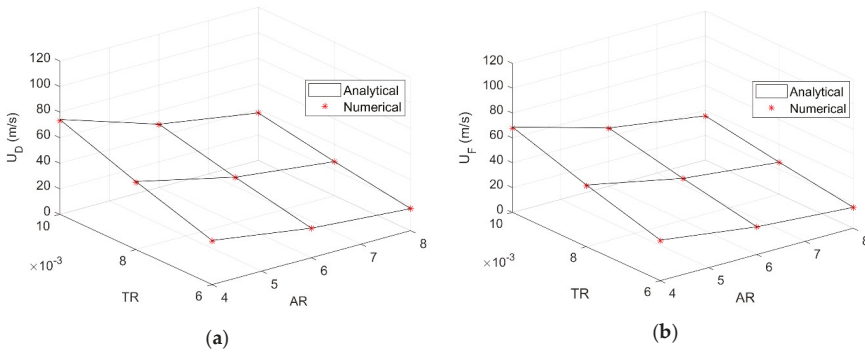 120
100
80
60
40
20
0
U_D (m/s)
10
×10⁻³
8
6
TR
4
5
6
7
8
AR
Analytical
Numerical
(a)
120
100
80
60
40
20
0
U_F (m/s)
10
×10⁻³
8
6
TR
4
5
6
7
8
AR
Analytical
Numerical
(b)